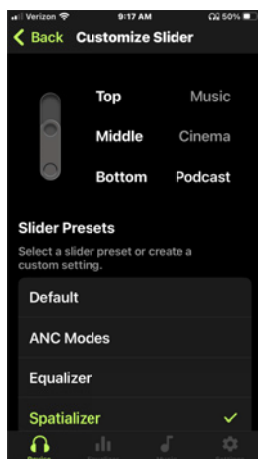 Verizon 9:17 AM 50%
Back Customize Slider
Top Music
Middle Cinema
Bottom Podcast
Slider Presets
Select a slider preset or create a
custom setting.
Default
ANC Modes
Equalizer
Spatializer